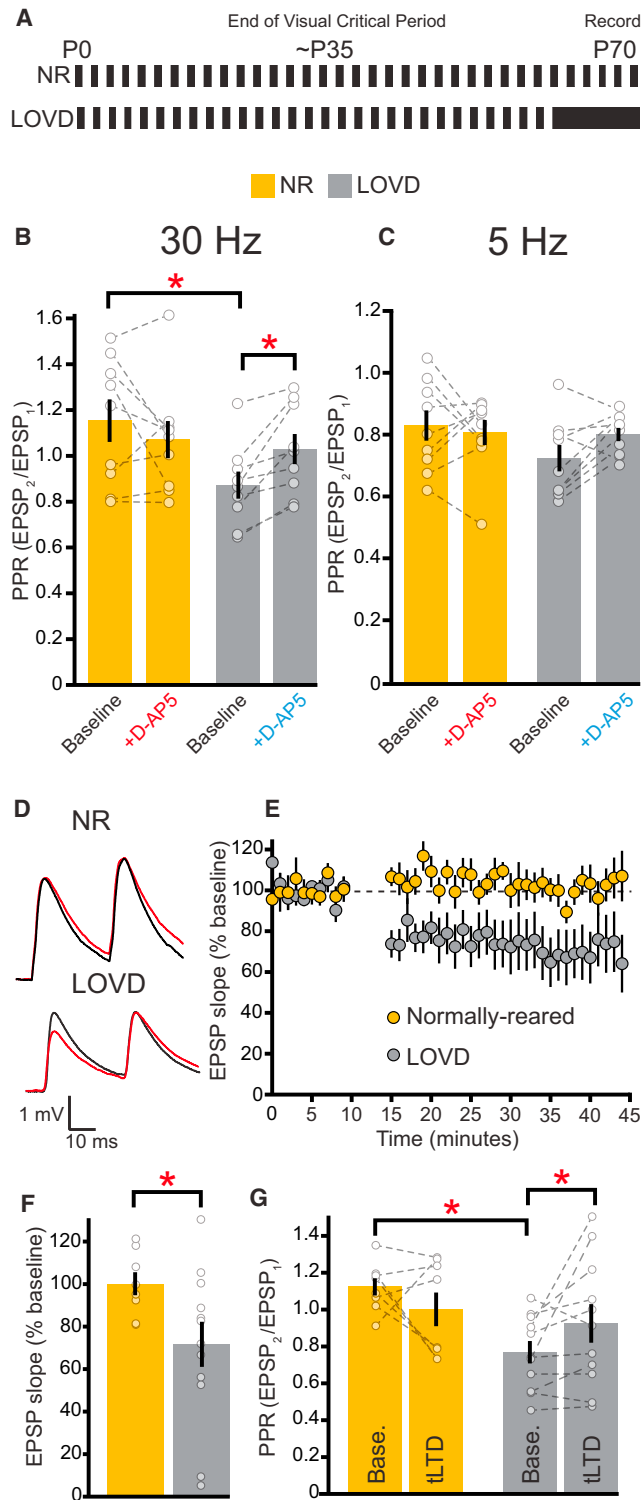 A
End of Visual Critical Period
Record
P0
~P35
P70
NR
LOVD
NR
LOVD
B
30 Hz
*
*
PPR (EPSP2/EPSP1)
1.6
1.4
1.2
1.0
0.8
0.6
0.4
0.2
0
Baseline
+D-AP5
Baseline
+D-AP5
C
5 Hz
PPR (EPSP2/EPSP1)
1.2
1.0
0.8
0.6
0.4
0.2
0
Baseline
+D-AP5
Baseline
+D-AP5
D
NR
LOVD
1 mV
10 ms
E
EPSP slope (% baseline)
120
100
80
60
40
20
0
Normally-reared
LOVD
0 5 10 15 20 25 30 35 40 45
Time (minutes)
F
*
EPSP slope (% baseline)
120
100
80
60
40
20
0
G
*
*
PPR (EPSP2/EPSP1)
1.4
1.2
1.0
0.8
0.6
0.4
0.2
0
Base.
tLTD
Base.
tLTD